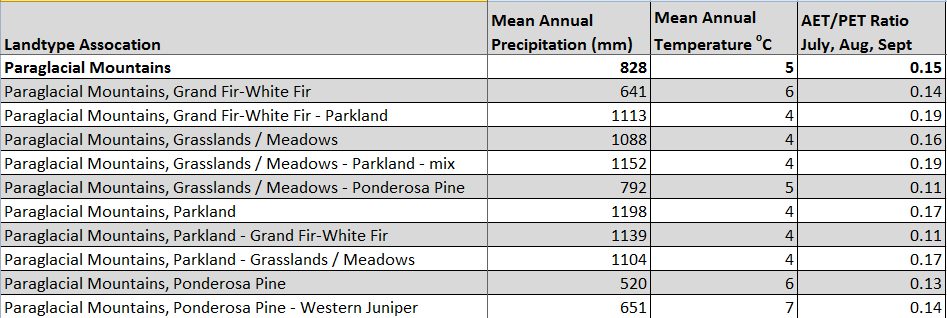 Landtype Assocation Mean Annual Precipitation (mm) Mean Annual Temperature ⁰C AET/PET Ratio July, Aug, Sept
Paraglacial Mountains 828 5 0.15
Paraglacial Mountains, Grand Fir-White Fir 641 6 0.14
Paraglacial Mountains, Grand Fir-White Fir - Parkland 1113 4 0.19
Paraglacial Mountains, Grasslands / Meadows 1088 4 0.16
Paraglacial Mountains, Grasslands / Meadows - Parkland - mix 1152 4 0.19
Paraglacial Mountains, Grasslands / Meadows - Ponderosa Pine 792 5 0.11
Paraglacial Mountains, Parkland 1198 4 0.17
Paraglacial Mountains, Parkland - Grand Fir-White Fir 1139 4 0.11
Paraglacial Mountains, Parkland - Grasslands / Meadows 1104 4 0.17
Paraglacial Mountains, Ponderosa Pine 520 6 0.13
Paraglacial Mountains, Ponderosa Pine - Western Juniper 651 7 0.14